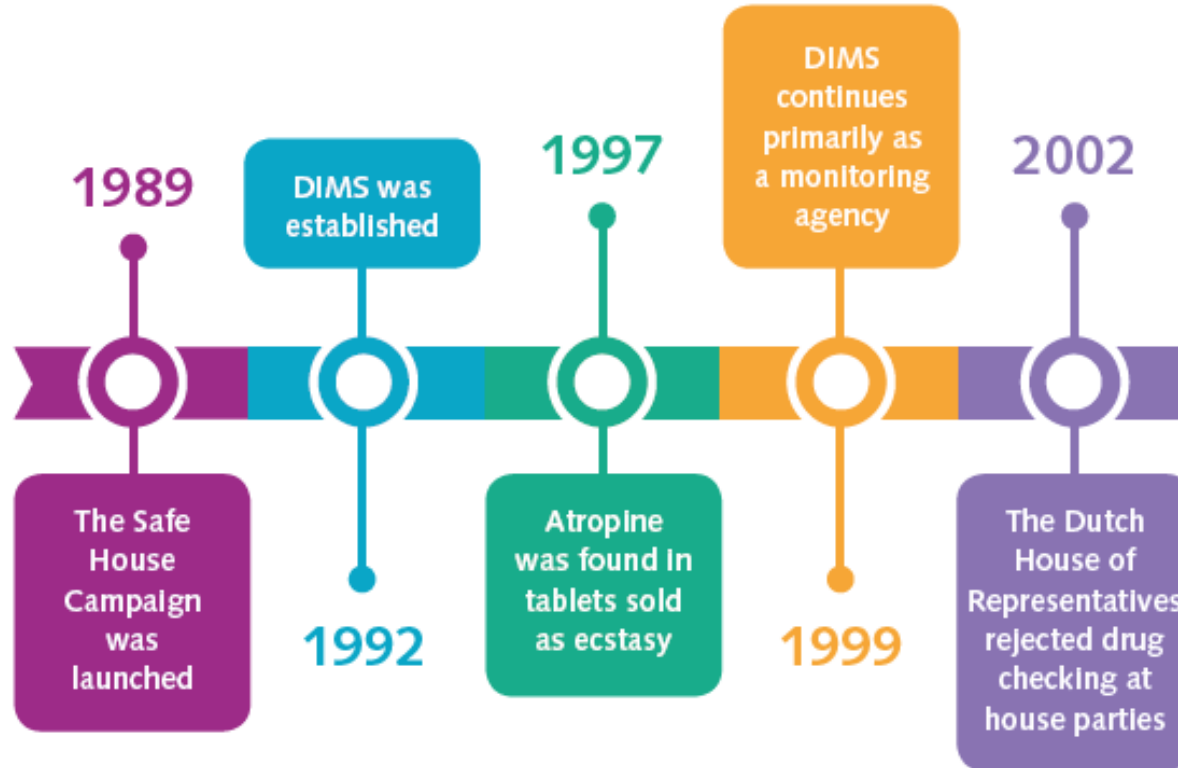 1989
The Safe
House
Campaign
was
launched
DIMS was
established
1992
1997
Atropine
was found in
tablets sold
as ecstasy
DIMS
continues
primarily as
a monitoring
agency
1999
2002
The Dutch
House of
Representatives
rejected drug
checking at
house parties